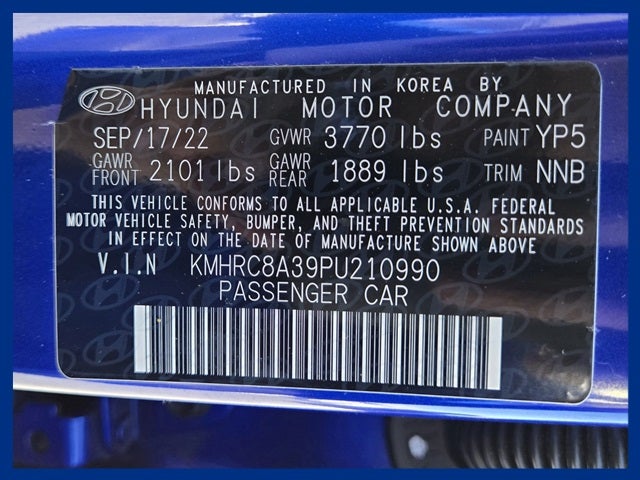 MANUFACTURED IN KOREA BY
HYUNDAI MOTOR COMPANY
SEP/17/22 GVWR 3770 lbs PAINT YP5
GAWR FRONT 2101 lbs GAWR REAR 1889 lbs TRIM NNB
THIS VEHICLE CONFORMS TO ALL APPLICABLE U.S.A. FEDERAL
MOTOR VEHICLE SAFETY, BUMPER, AND THEFT PREVENTION STANDARDS
IN EFFECT ON THE DATE OF MANUFACTURE SHOWN ABOVE
V.I.N KMHRC8A39PU210990
PASSENGER CAR